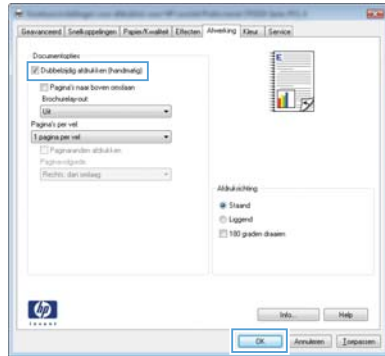 Geavanceerd Snelkoppelingen Papier/Kwaliteit Effecten Afwerking Kleur Service
Documentopties
Dubbelzijdig afdrukken (handmatig)
Pagina's naar boven omslaan
Brochurelay-out:
Uit
Pagina's per vel:
1 pagina per vel
Paginaranden afdrukken
Paginavolgorde:
Rechts, dan omlaag
E
Afdrukrichting
Staand
Liggend
180 graden draaien
hp
invent
Info... Help
OK Annuleren Toepassen